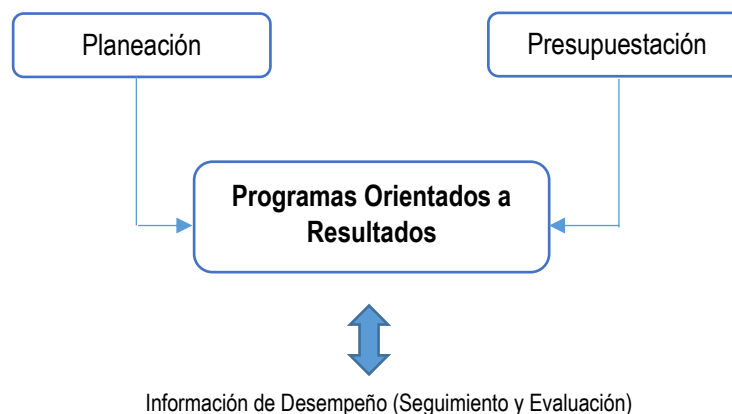 Planeación
Presupuestación
Programas Orientados a
Resultados
Información de Desempeño (Seguimiento y Evaluación)